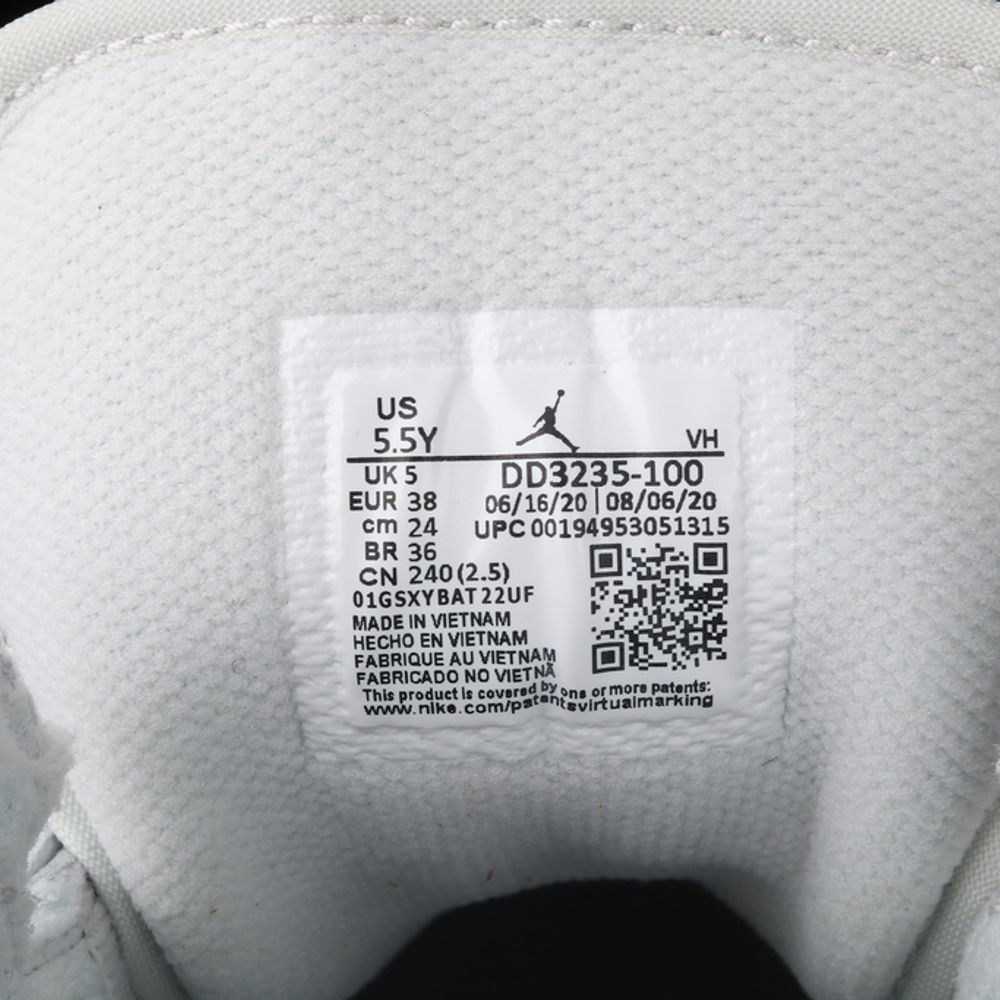 US
5.5Y
VH
UK 5
DD3235-100
EUR 38
06/16/20 | 08/06/20
cm 24
UPC 00194953051315
BR 36
CN 240 (2.5)
01GSXYBAT22UF
MADE IN VIETNAM
HECHO EN VIETNAM
FABRIQUE AU VIETNAM
FABRICADO NO VIETNÃ
This product is covered by one or more patents:
www.nike.com/patentsvirtualmarking